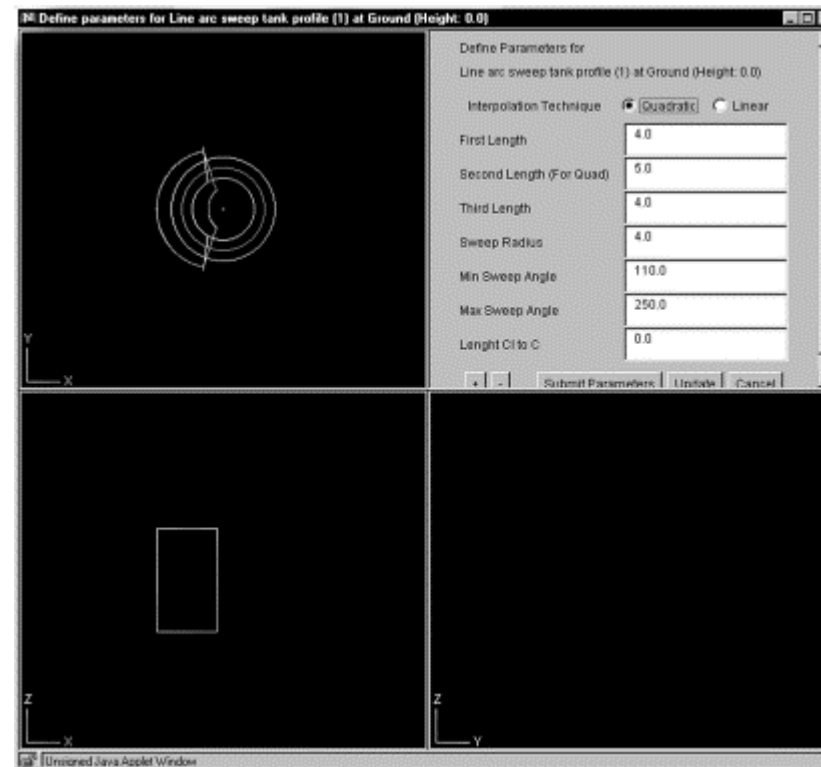 Define parameters for Line arc sweep tank profile (1) at Ground (Height: 0.0)
Define Parameters for
Line arc sweep tank profile (1) at Ground (Height: 0.0)
Interpolation Technique Quadratic Linear
First Length 4.0
Second Length (For Quad) 5.0
Third Length 4.0
Sweep Radius 4.0
Min Sweep Angle 110.0
Max Sweep Angle 250.0
Lenght Cl to C 0.0
+ - Submit Parameters Update Cancel
Y
X
Z
X
Z
Y
Unsigned Java Applet Window